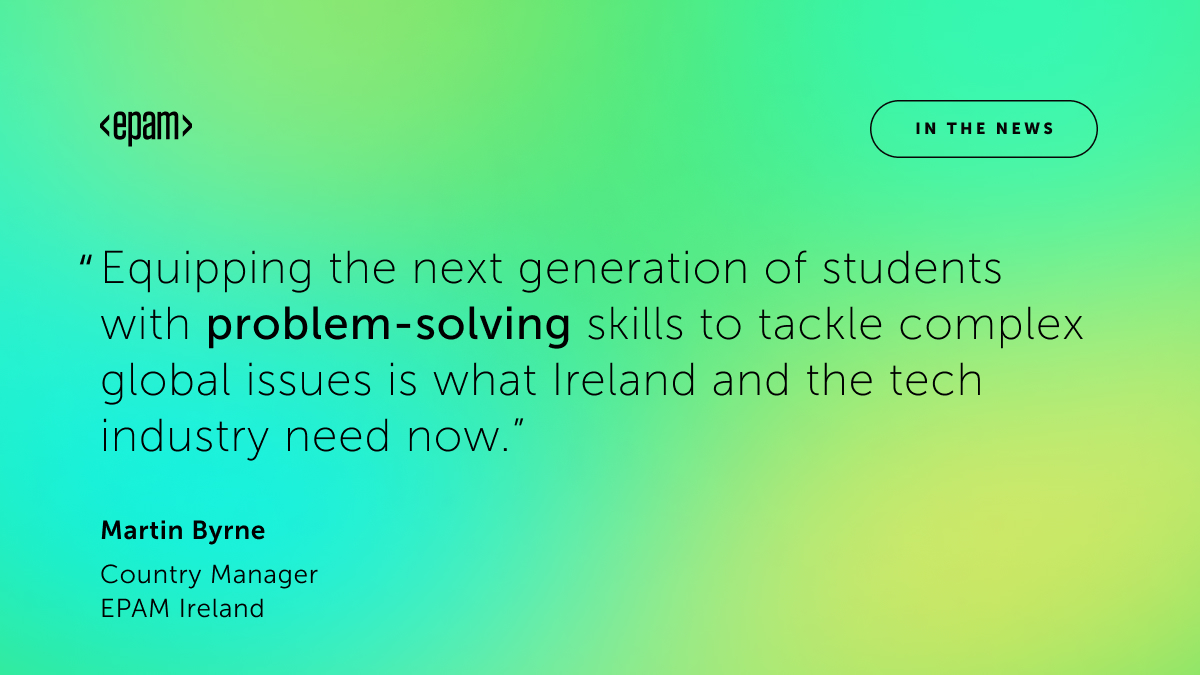 <epam>
IN THE NEWS
“Equipping the next generation of students
with problem-solving skills to tackle complex
global issues is what Ireland and the tech
industry need now.”
Martin Byrne
Country Manager
EPAM Ireland